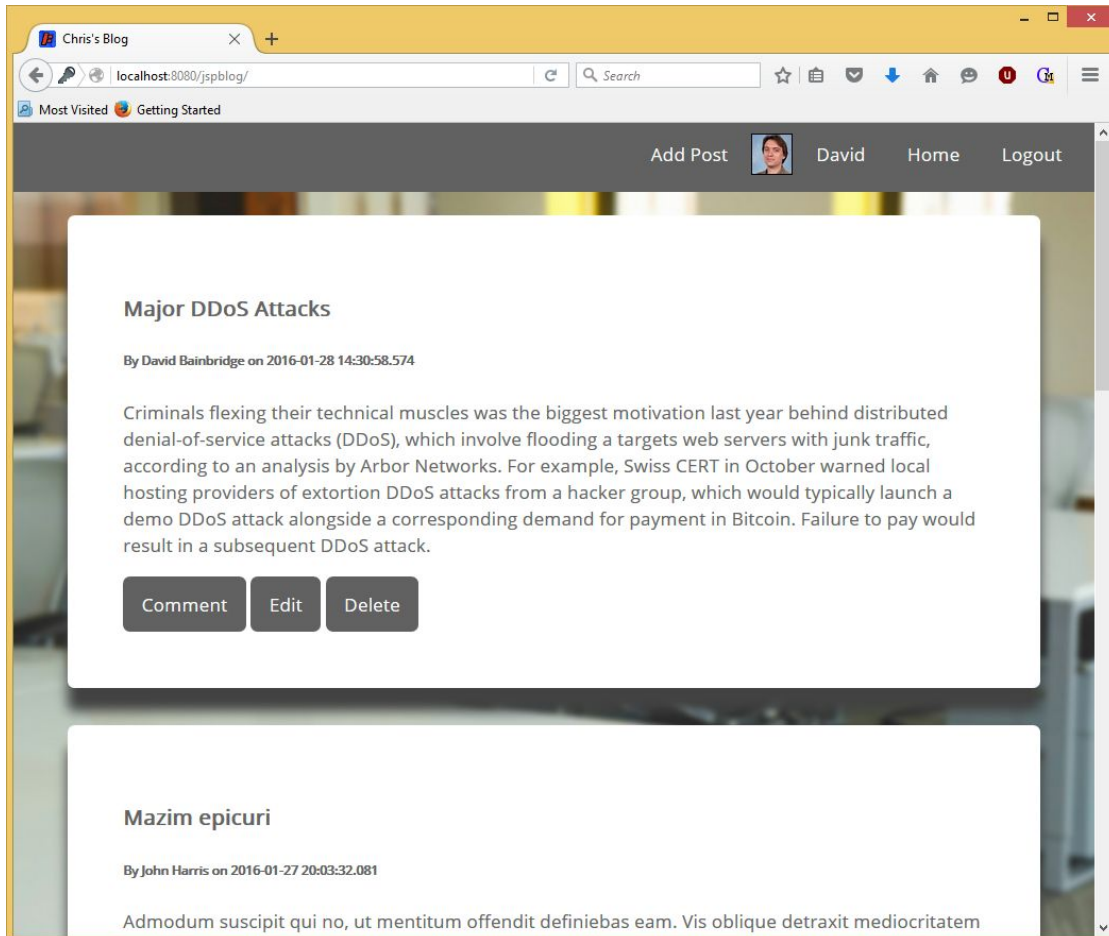 Chris's Blog
localhost:8080/jspblog/
Search
Most Visited
Getting Started
Add Post
David
Home
Logout
Major DDoS Attacks
By David Bainbridge on 2016-01-28 14:30:58.574
Criminals flexing their technical muscles was the biggest motivation last year behind distributed
denial-of-service attacks (DDoS), which involve flooding a targets web servers with junk traffic,
according to an analysis by Arbor Networks. For example, Swiss CERT in October warned local
hosting providers of extortion DDoS attacks from a hacker group, which would typically launch a
demo DDoS attack alongside a corresponding demand for payment in Bitcoin. Failure to pay would
result in a subsequent DDoS attack.
Comment
Edit
Delete
Mazim epicuri
By John Harris on 2016-01-27 20:03:32.081
Admodum suscipit qui no, ut mentitum offendit definiebas eam. Vis oblique detraxit mediocritatem